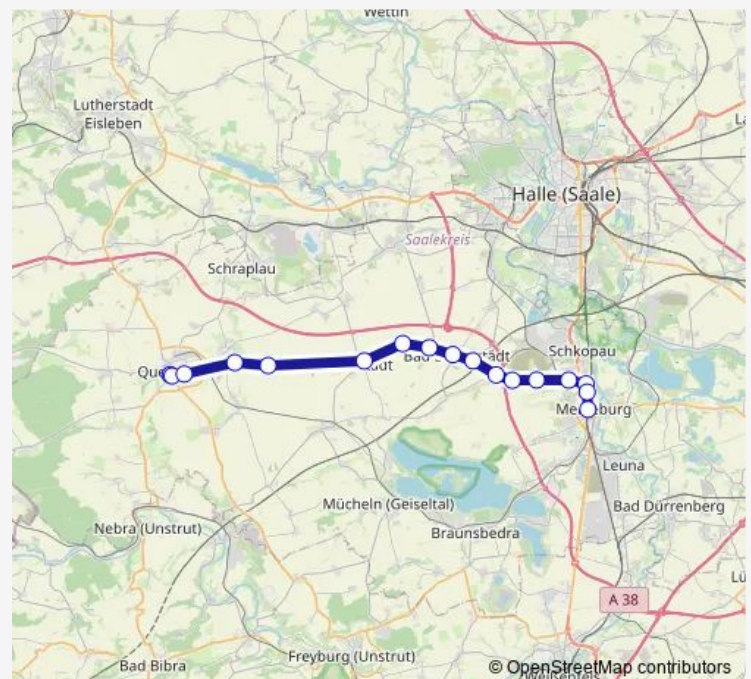 Wettin
Lutherstadt
Eisleben
Halle (Saale)
Saalekreis
Schraplau
Schkopau
Leuna
Mücheln (Geiseltal)
Bad Dürrenberg
Nebra (Unstrut)
Braunsbedra
A 38
Freyburg (Unstrut)
Bad Bibra
© OpenStreetMap contributors